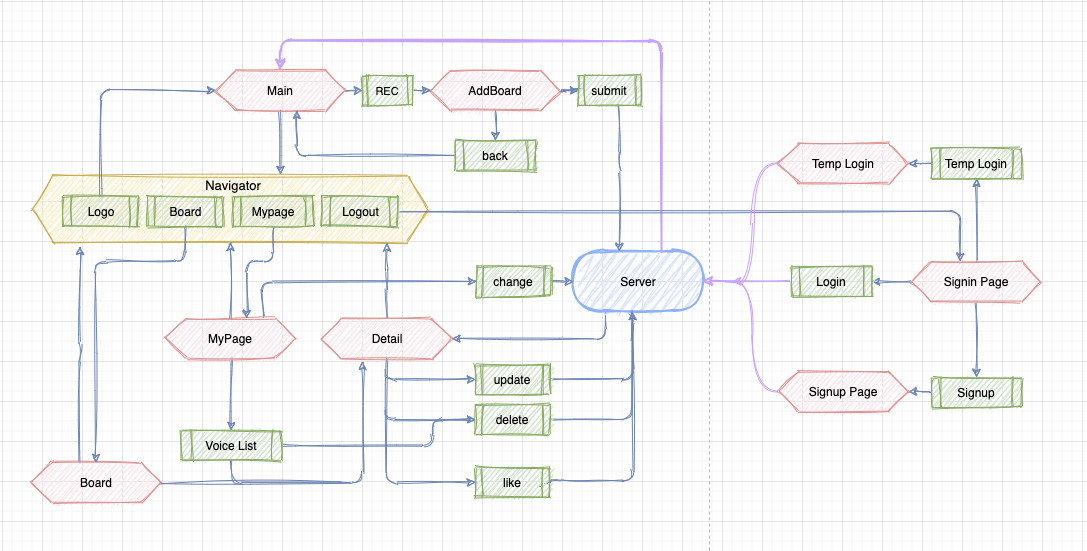 Main
REC
AddBoard
submit
back
Temp Login
Temp Login
Navigator
Logo
Board
Mypage
Logout
change
Server
Login
Signin Page
MyPage
Detail
update
delete
Signup Page
Signup
Voice List
Board
like